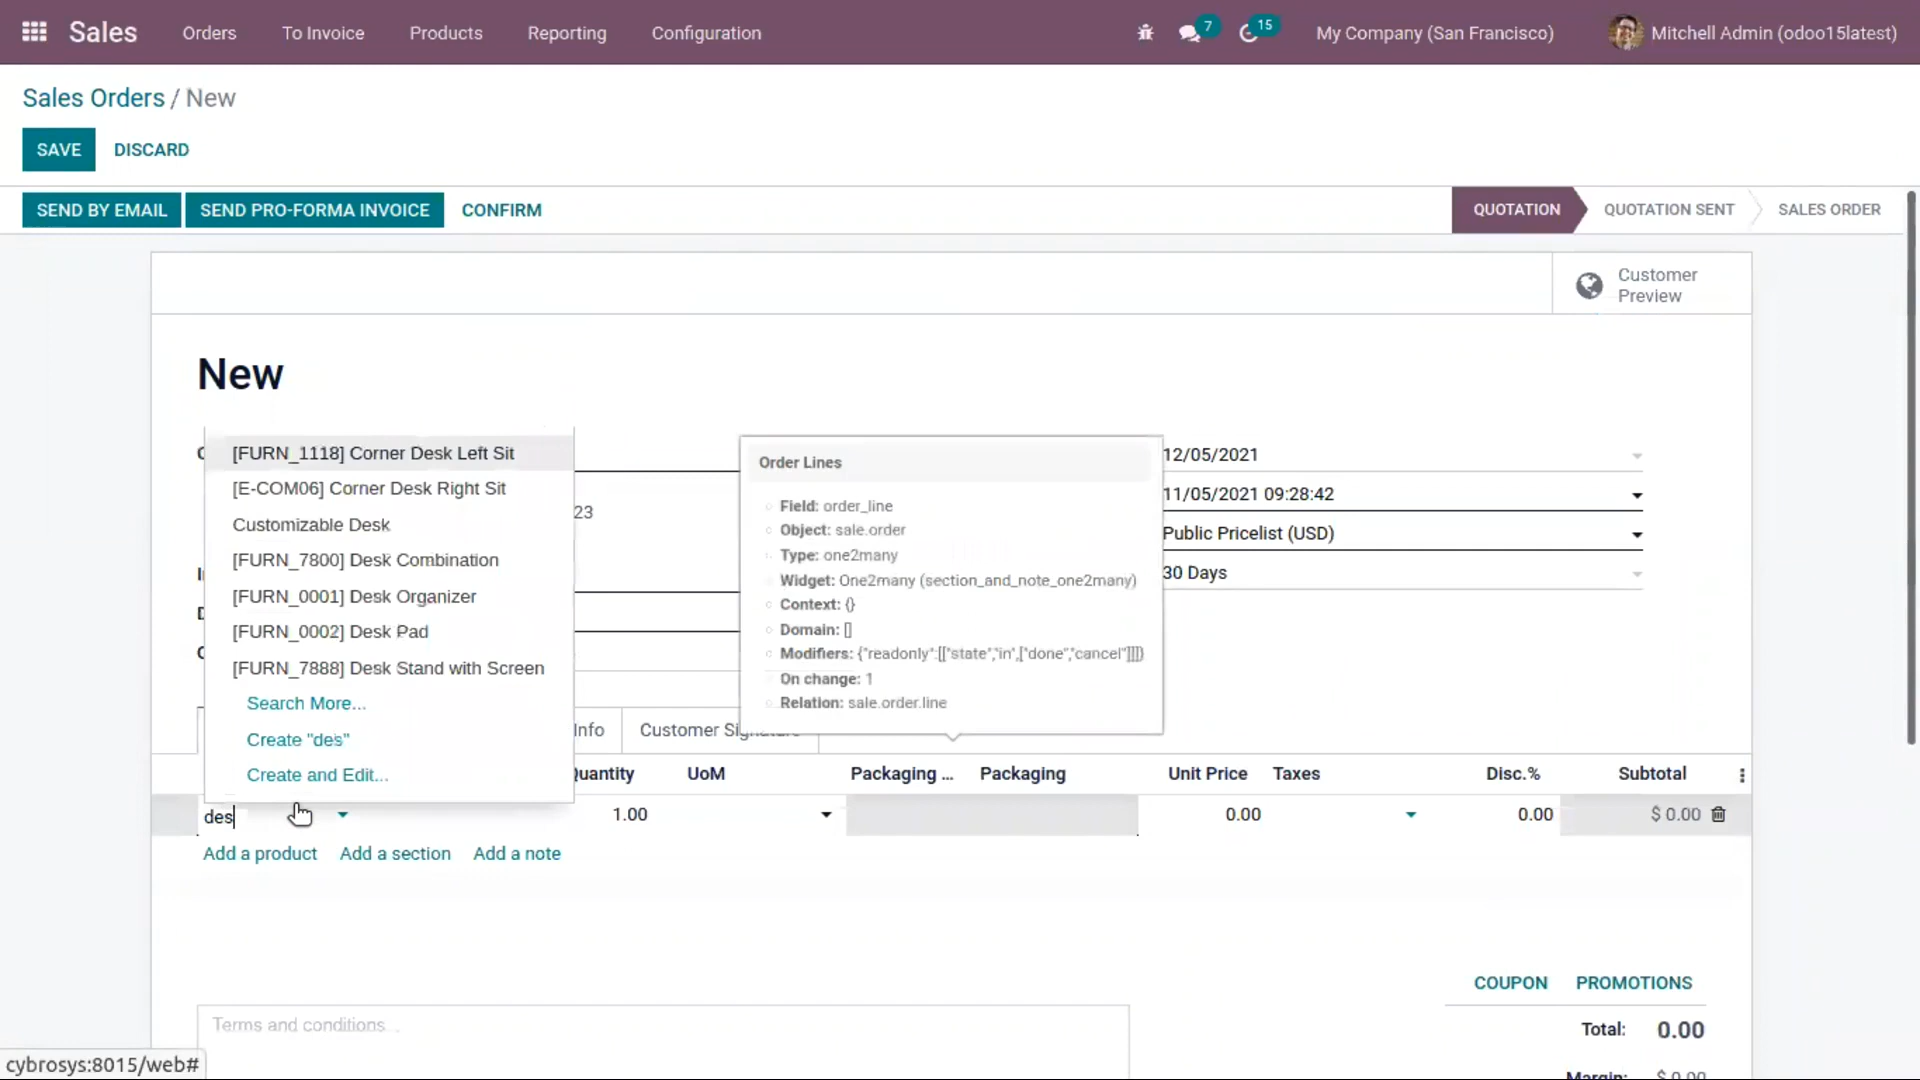 Sales Orders To Invoice Products Reporting Configuration 7 15 My Company (San Francisco) Mitchell Admin (odoo15latest)
Sales Orders / New
SAVE DISCARD
SEND BY EMAIL SEND PRO-FORMA INVOICE CONFIRM QUOTATION QUOTATION SENT SALES ORDER
Customer
Preview
New
[FURN_1118] Corner Desk Left Sit
[E-COM06] Corner Desk Right Sit
Customizable Desk
[FURN_7800] Desk Combination
[FURN_0001] Desk Organizer
[FURN_0002] Desk Pad
[FURN_7888] Desk Stand with Screen
Search More...
Create "des"
Create and Edit...
23
Order Lines
Field: order_line
Object: sale.order
Type: one2many
Widget: One2many (section_and_note_one2many)
Context: {}
Domain: []
Modifiers: {"readonly":[["state","in",["done","cancel"]]]}
On change: 1
Relation: sale.order.line
12/05/2021
11/05/2021 09:28:42
Public Pricelist (USD)
30 Days
Info Customer Signature
Quantity UoM Packaging ... Packaging Unit Price Taxes Disc.% Subtotal
des 1.00 0.00 0.00 $ 0.00
Add a product Add a section Add a note
COUPON PROMOTIONS
Terms and conditions...
Total: 0.00
Margin: $ 0.00
cybrosys:8015/web#